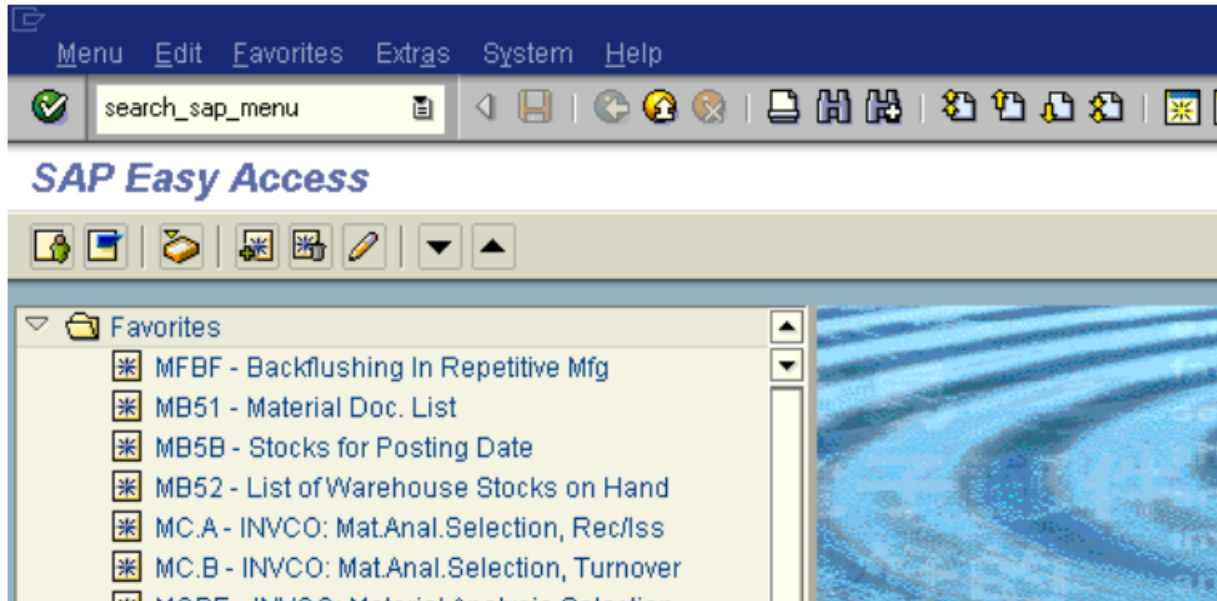 Menu Edit Favorites Extras System Help
search_sap_menu
SAP Easy Access
Favorites
MFBF - Backflushing In Repetitive Mfg
MB51 - Material Doc. List
MB5B - Stocks for Posting Date
MB52 - List of Warehouse Stocks on Hand
MC.A - INVCO: Mat.Anal.Selection, Rec/Iss
MC.B - INVCO: Mat.Anal.Selection, Turnover